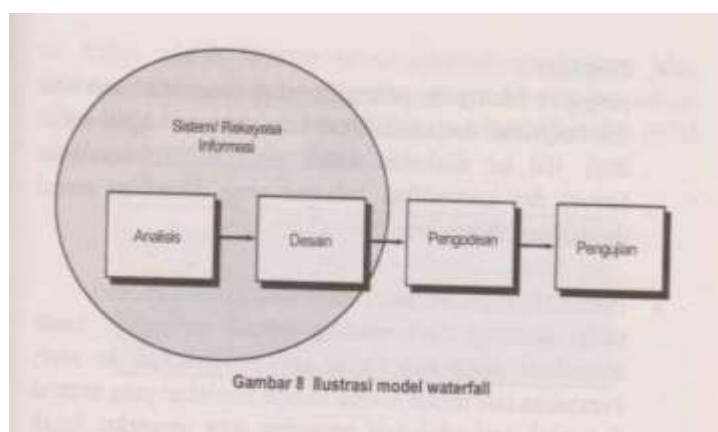 Sistem/ Rekayasa
Informasi
Analisis
Desain
Pengodean
Pengujian
Gambar 8 Ilustrasi model waterfall